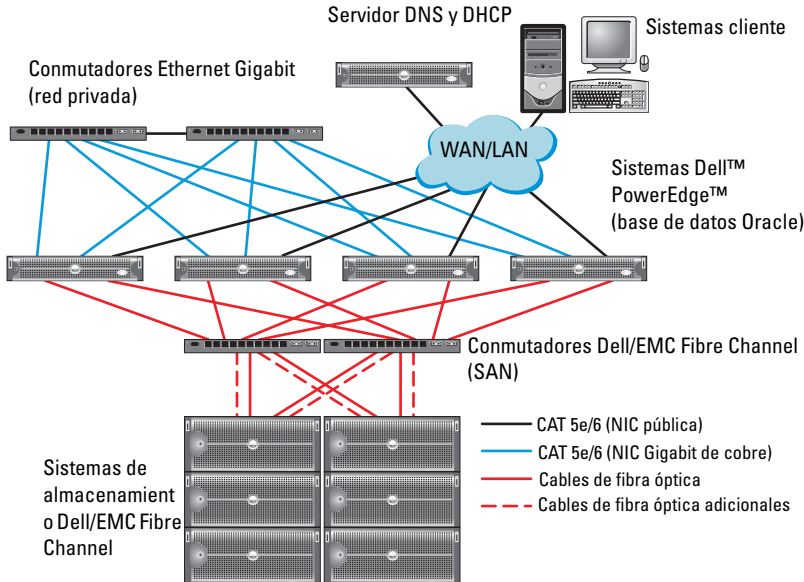 Servidor DNS y DHCP
Sistemas cliente
Conmutadores Ethernet Gigabit
(red privada)
WAN/LAN
Sistemas Dell™
PowerEdge™
(base de datos Oracle)
Conmutadores Dell/EMC Fibre Channel
(SAN)
CAT 5e/6 (NIC pública)
CAT 5e/6 (NIC Gigabit de cobre)
Cables de fibra óptica
Cables de fibra óptica adicionales
Sistemas de
almacenamient
o Dell/EMC Fibre
Channel